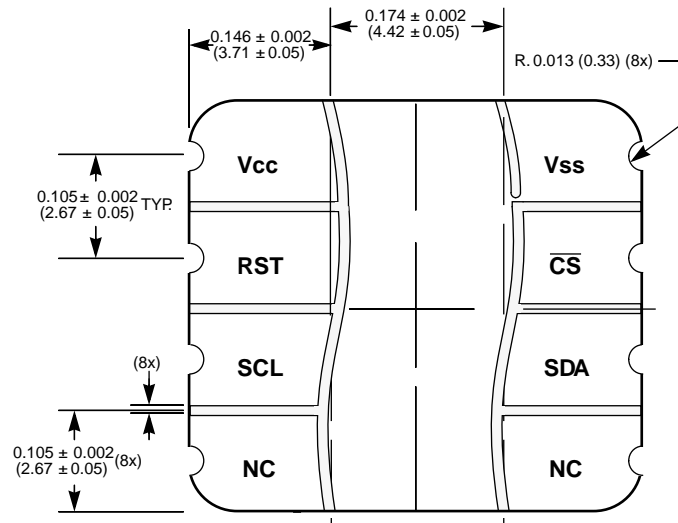 0.174 ± 0.002
(4.42 ± 0.05)
0.146 ± 0.002
(3.71 ± 0.05)
R. 0.013 (0.33) (8x)
Vcc
Vss
0.105 ± 0.002 TYP.
(2.67 ± 0.05)
RST
C̅S̅
SCL
SDA
(8x)
0.105 ± 0.002 (8x)
(2.67 ± 0.05)
NC
NC